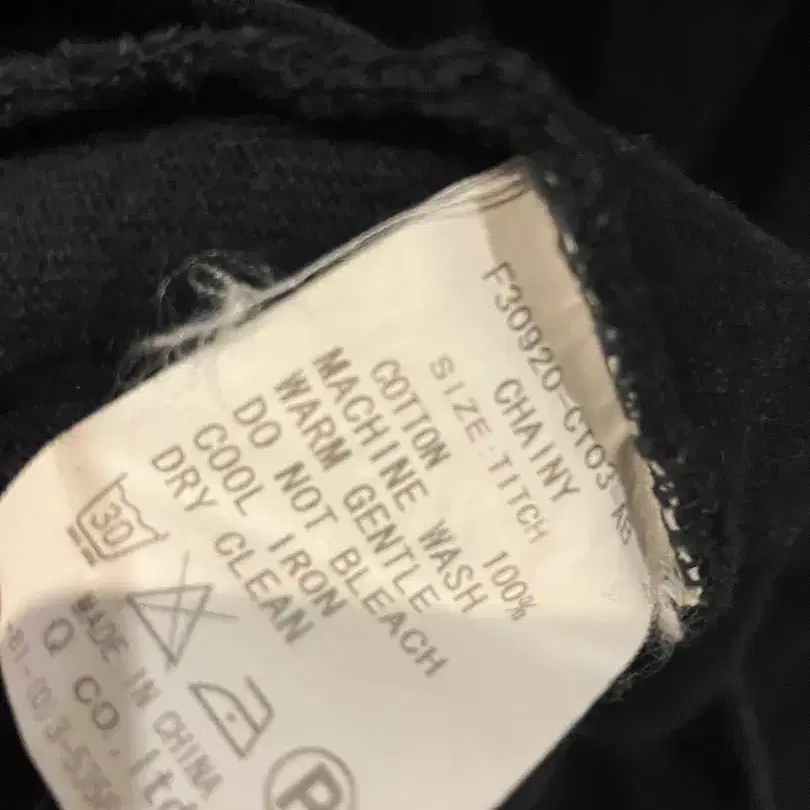 F30920-CT03
CHAINY
SIZE:TITCH
COTTON 100%
MACHINE WASH
WARM GENTLE
DO NOT BLEACH
COOL IRON
DRY CLEAN
30
MADE IN CHINA
Q CO., ltd
P